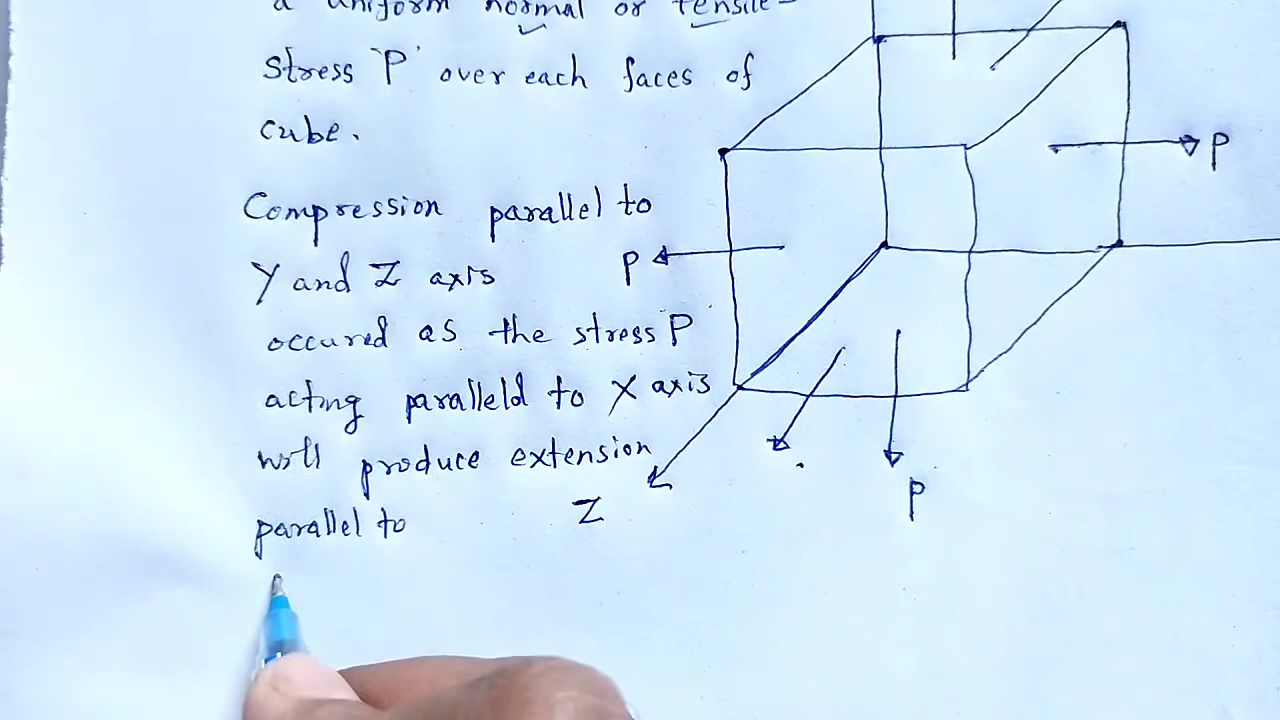 a uniform normal or tensile
stress 'P' over each faces of
cube.
Compression parallel to
Y and Z axis
occured as the stress P
acting paralleld to X axis
will produce extension
parallel to
P
P
Z
P